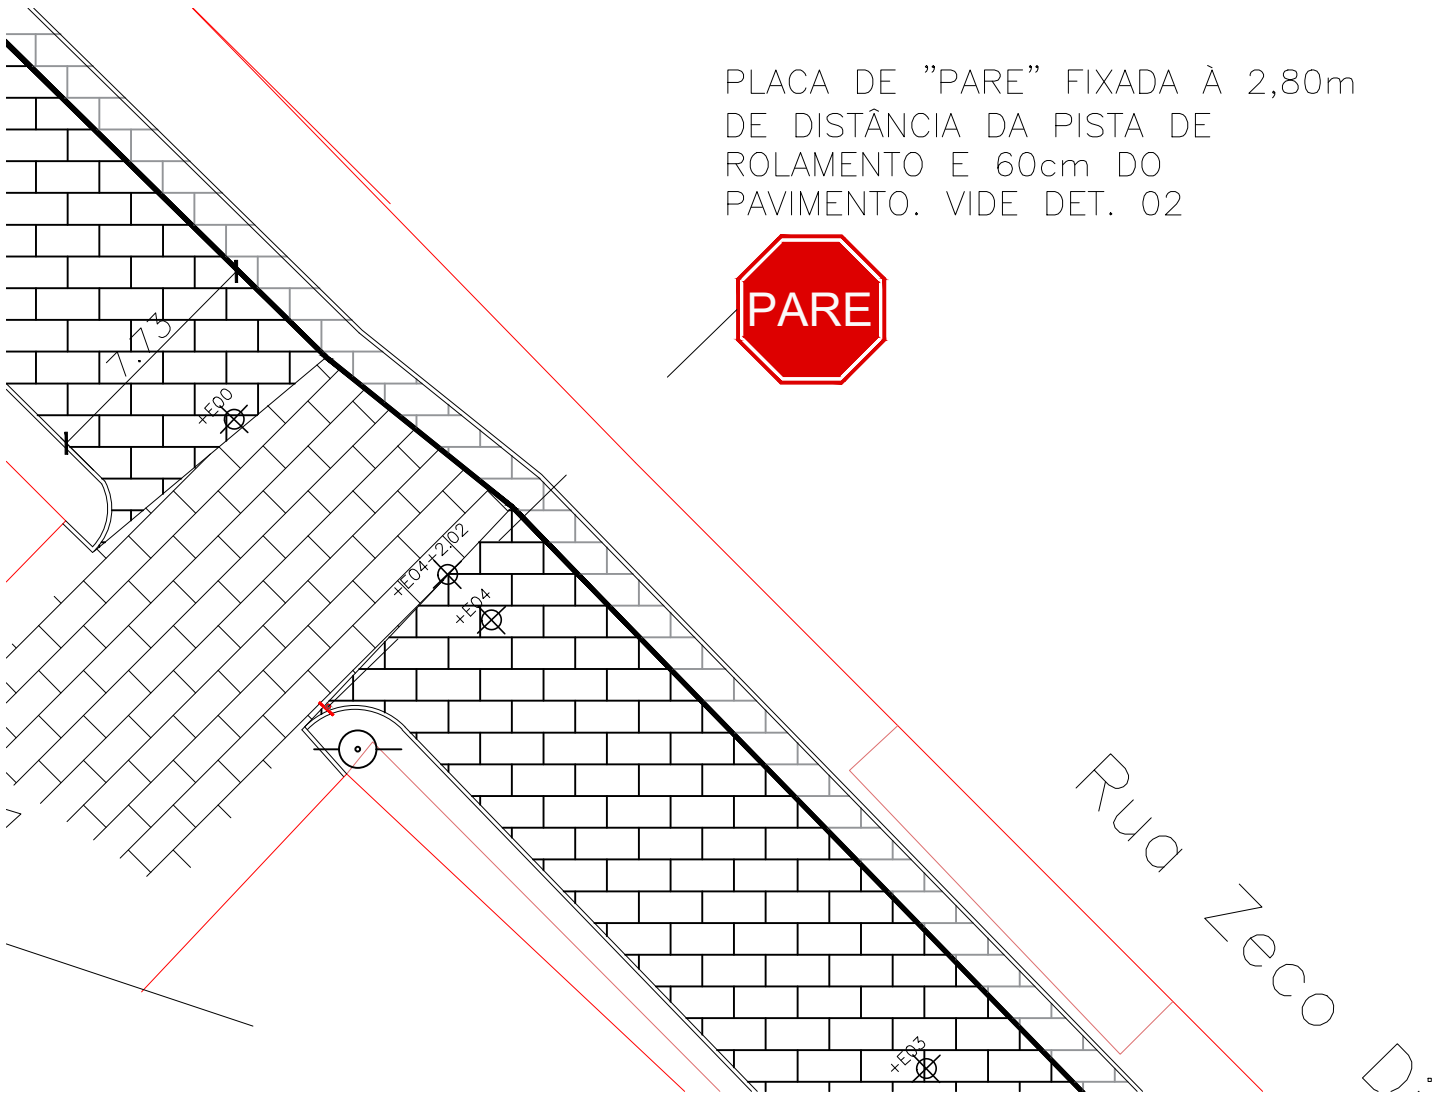 PLACA DE "PARE" FIXADA À 2,80m
DE DISTÂNCIA DA PISTA DE
ROLAMENTO E 60cm DO
PAVIMENTO. VIDE DET. 02
PARE
7.73
+E00
+E04+2.02
+E04
Rua Zeco
+E03